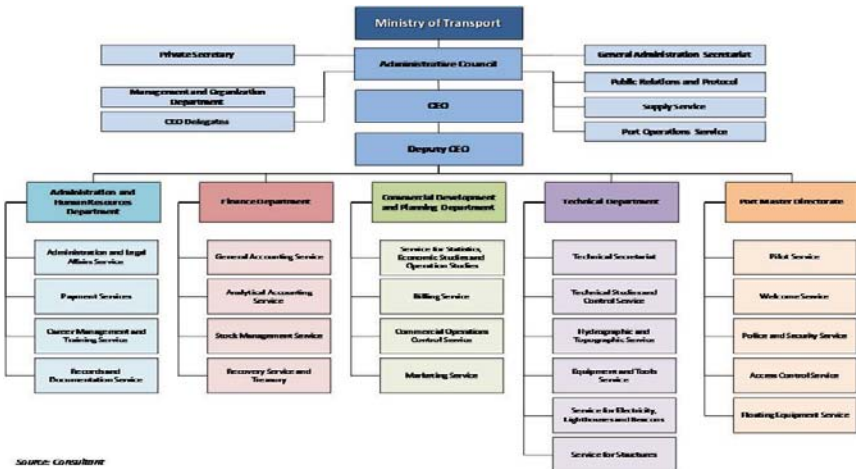 Ministry of Transport
Private Secretary
Administrative Council
General Administration Secretariat
Public Relations and Protocol
Management and Organization
Department
CEO
Supply Service
CEO Delegates
Port Operations Service
Deputy CEO
Administration and
Human Resources
Department
Finance Department
Commercial Development
and Planning Department
Technical Department
Port Master Directorate
Administration and Legal
Affairs Service
Payment Services
Career Management and
Training Service
Records and
Documentation Service
General Accounting Service
Analytical Accounting
Service
Stock Management Service
Recovery Service and
Treasury
Service for Statistics,
Economic Studies and
Operation Studies
Billing Service
Commercial Operations
Control Service
Marketing Service
Technical Secretariat
Technical Studies and
Control Service
Hydrographic and
Topographic Service
Equipment and Tools
Service
Service for Electricity,
Lighthouses and Beacons
Service for Structures
Pilot Service
Welcome Service
Police and Security Service
Access Control Service
Floating Equipment Service
Source: Consultant